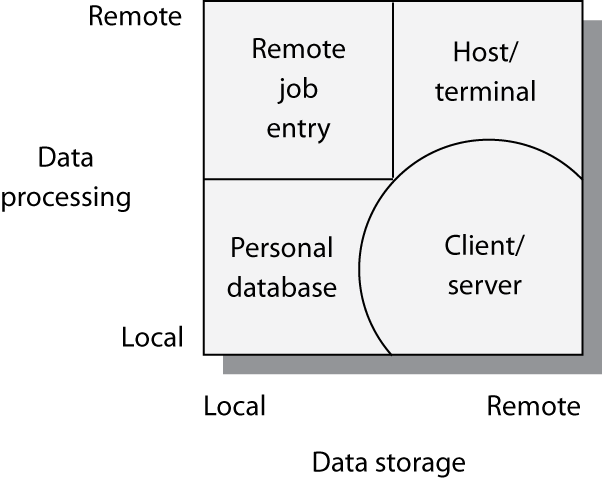 Remote
Remote
job
entry
Host/
terminal
Data
processing
Personal
database
Client/
server
Local
Local
Remote
Data storage